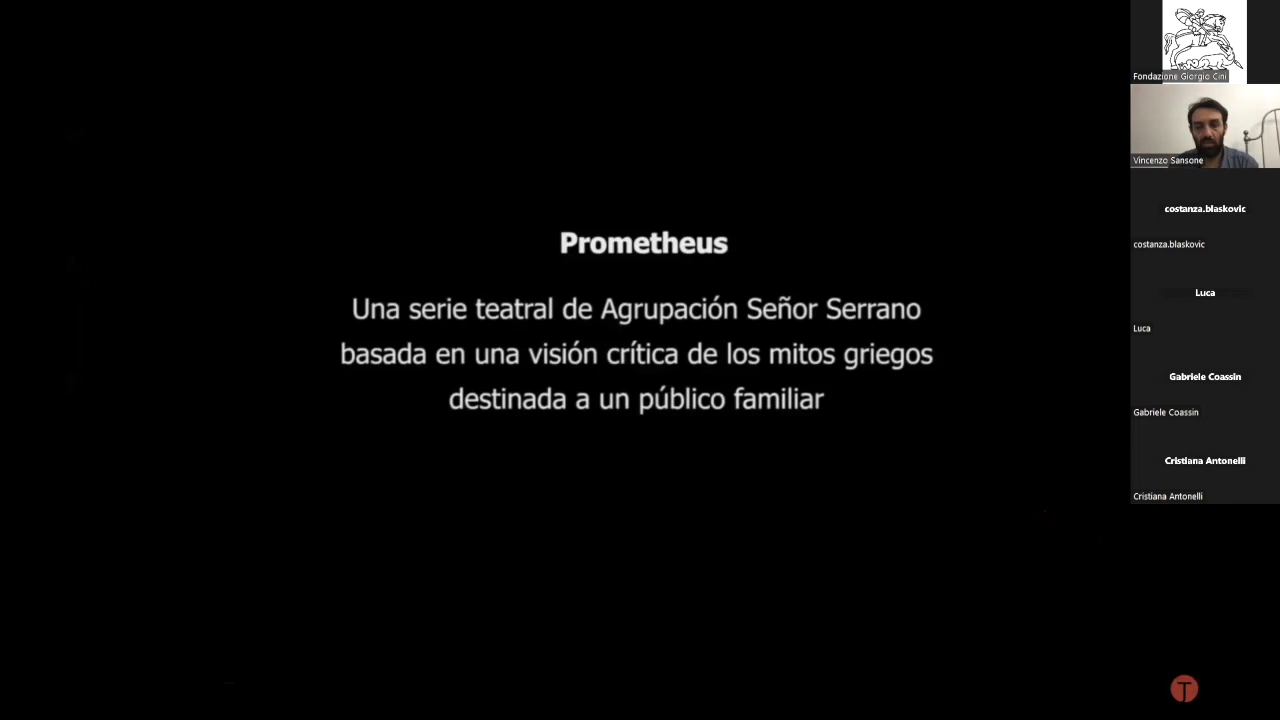 Prometheus
Una serie teatral de Agrupación Señor Serrano
basada en una visión crítica de los mitos griegos
destinada a un público familiar
Fondazione Giorgio Cini
Vincenzo Sansone
costanza.blaskovic
costanza.blaskovic
Luca
Luca
Gabriele Coassin
Gabriele Coassin
Cristiana Antonelli
Cristiana Antonelli
T